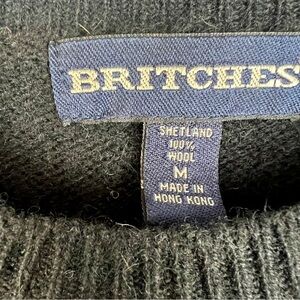 BRITCHES
SHETLAND
100%
WOOL
M
MADE IN
HONG KONG